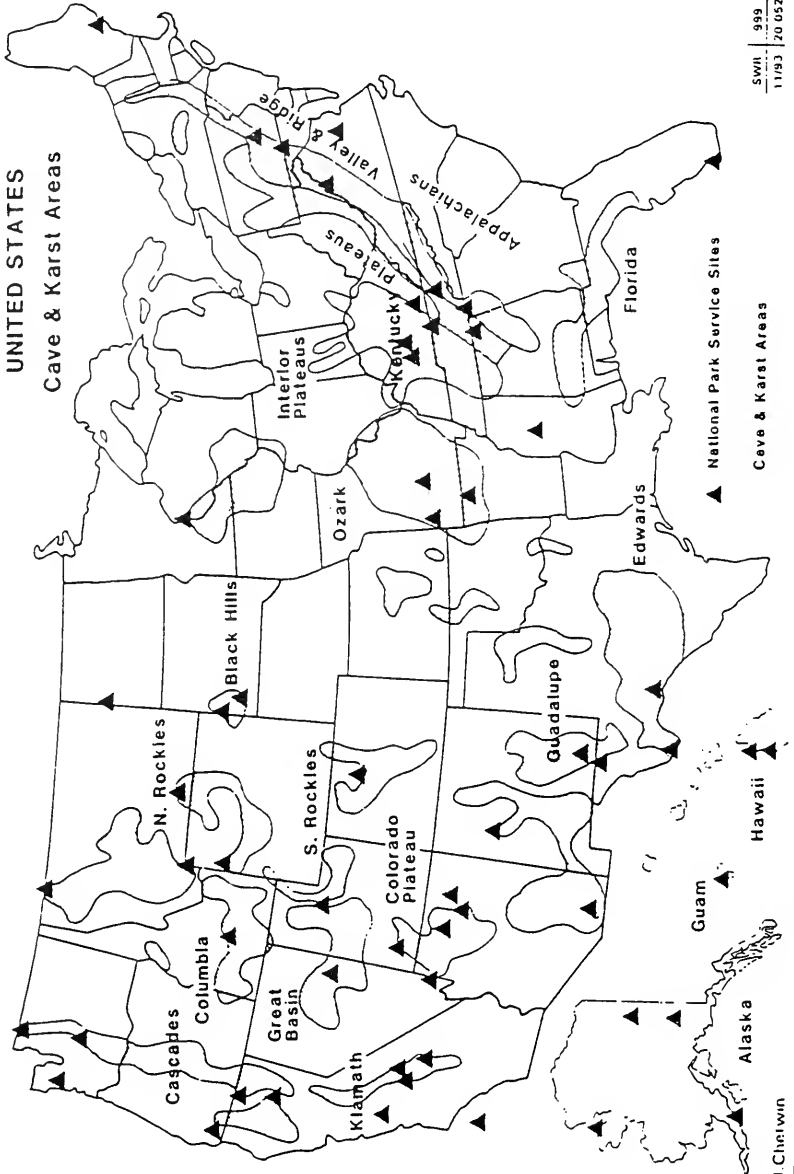 UNITED STATES
Cave & Karst Areas
N. Rockies
Cascades
Columbia
Black Hills
Great
Basin
S. Rockies
Klamath
Colorado
Plateau
Guadalupe
Edwards
Ozark
Interior
Plateaus
Kentucky
Plateaus
Valley & Ridge
Appalachians
Florida
Alaska
Guam
Hawaii
National Park Service Sites
Cave & Karst Areas
SWR 999
11/93 20 052
J.Chetwin